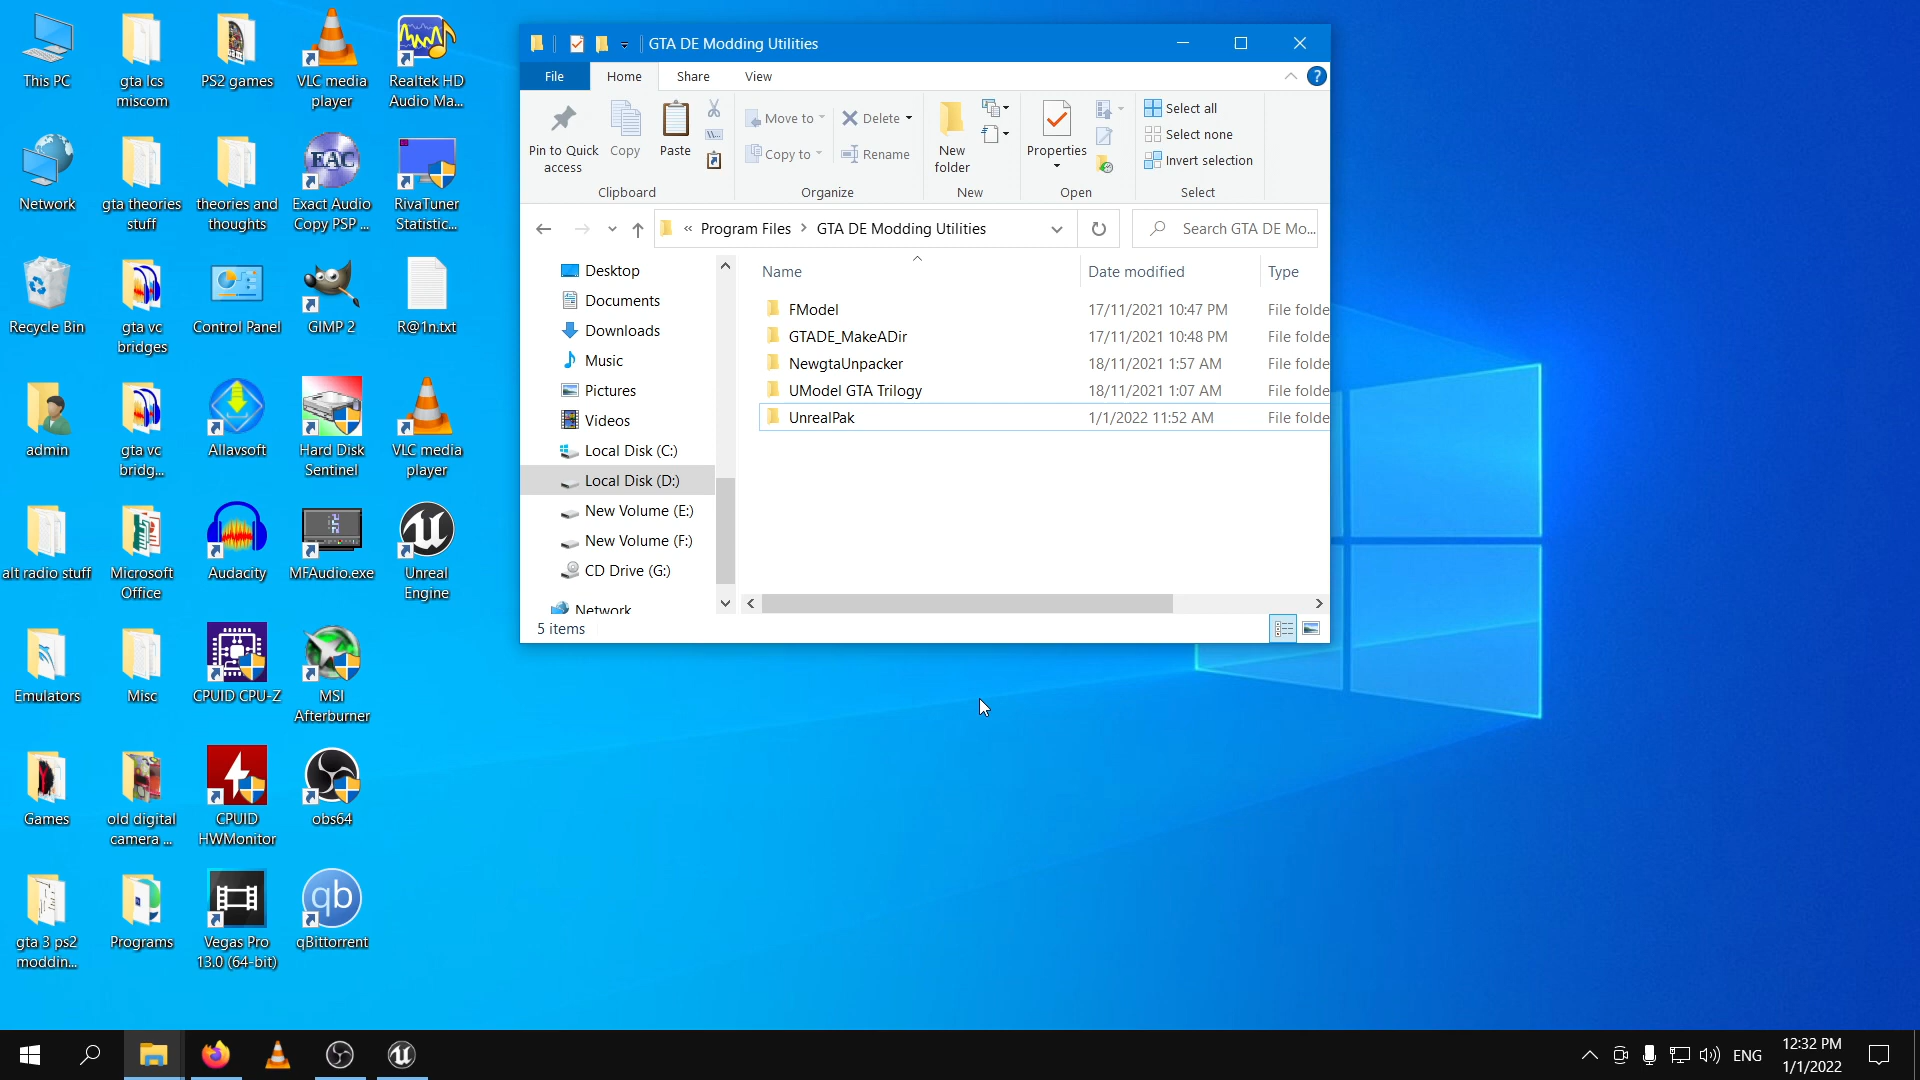 This PC
gta lcs
miscom
PS2 games
VLC media
player
Realtek HD
Audio Ma...
Network
gta theories
stuff
theories and
thoughts
EAC
Exact Audio
Copy PSP ...
RivaTuner
Statistic...
Recycle Bin
gta vc
bridges
Control Panel
GIMP 2
R@1n.txt
admin
gta vc
bridg...
Allavsoft
Hard Disk
Sentinel
VLC media
player
alt radio stuff
Microsoft
Office
Audacity
MFAudio.exe
Unreal
Engine
Emulators
Misc
CPUID CPU-Z
MSI
Afterburner
Games
old digital
camera ...
CPUID
HWMonitor
obs64
gta 3 ps2
moddin...
Programs
Vegas Pro
13.0 (64-bit)
qb
qBittorrent
GTA DE Modding Utilities
File
Home
Share
View
?
Pin to Quick
access
Copy
Paste
Clipboard
Move to
Copy to
Delete
Rename
Organize
New
folder
New
Properties
Open
Select all
Select none
Invert selection
Select
« Program Files > GTA DE Modding Utilities
Search GTA DE Mo...
Desktop
Documents
Downloads
Music
Pictures
Videos
Local Disk (C:)
Local Disk (D:)
New Volume (E:)
New Volume (F:)
CD Drive (G:)
Network
Name Date modified Type
FModel 17/11/2021 10:47 PM File folde
GTADE_MakeADir 17/11/2021 10:48 PM File folde
NewgtaUnpacker 18/11/2021 1:57 AM File folde
UModel GTA Trilogy 18/11/2021 1:07 AM File folde
UnrealPak 1/1/2022 11:52 AM File folde
5 items
ENG
12:32 PM
1/1/2022